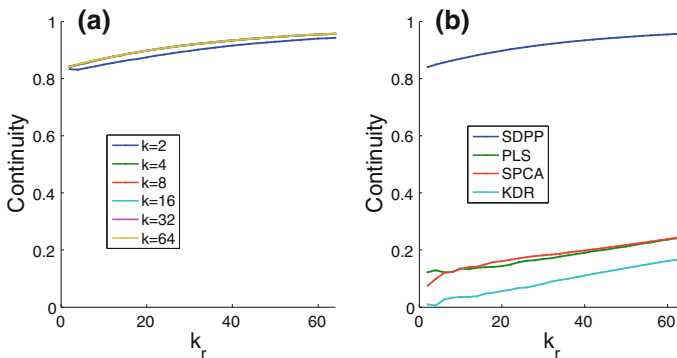 (a)
Continuity
1
0.8
0.6
0.4
0.2
0
k=2
k=4
k=8
k=16
k=32
k=64
0 20 40 60
k_r
(b)
Continuity
1
0.8
0.6
0.4
0.2
0
SDPP
PLS
SPCA
KDR
0 20 40 60
k_r